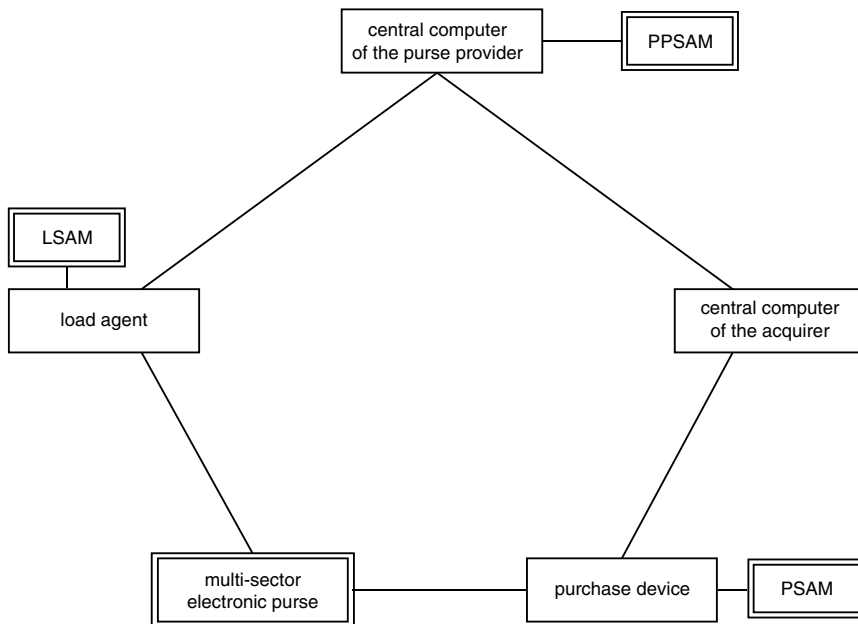 central computer
of the purse provider
PPSAM
LSAM
load agent
central computer
of the acquirer
multi-sector
electronic purse
purchase device
PSAM